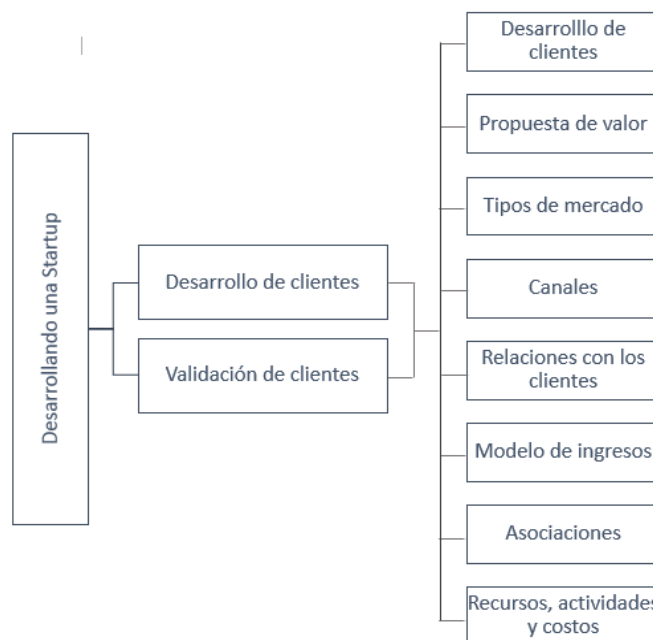 Desarrollando una Startup
Desarrollo de clientes
Validación de clientes
Desarrolllo de
clientes
Propuesta de valor
Tipos de mercado
Canales
Relaciones con los
clientes
Modelo de ingresos
Asociaciones
Recursos, actividades
y costos